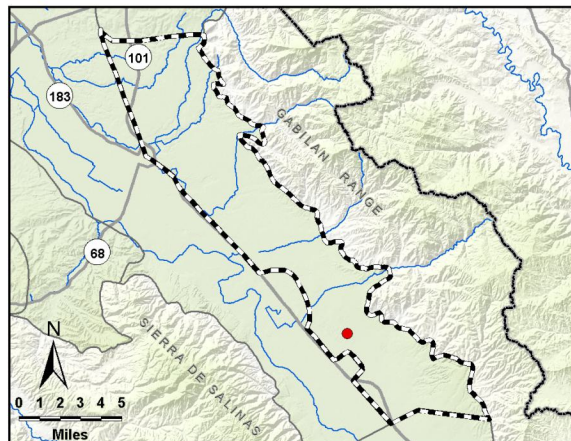 101
183
GABILAN RANGE
68
SIERRA DE SALINAS
N
0 1 2 3 4 5
Miles